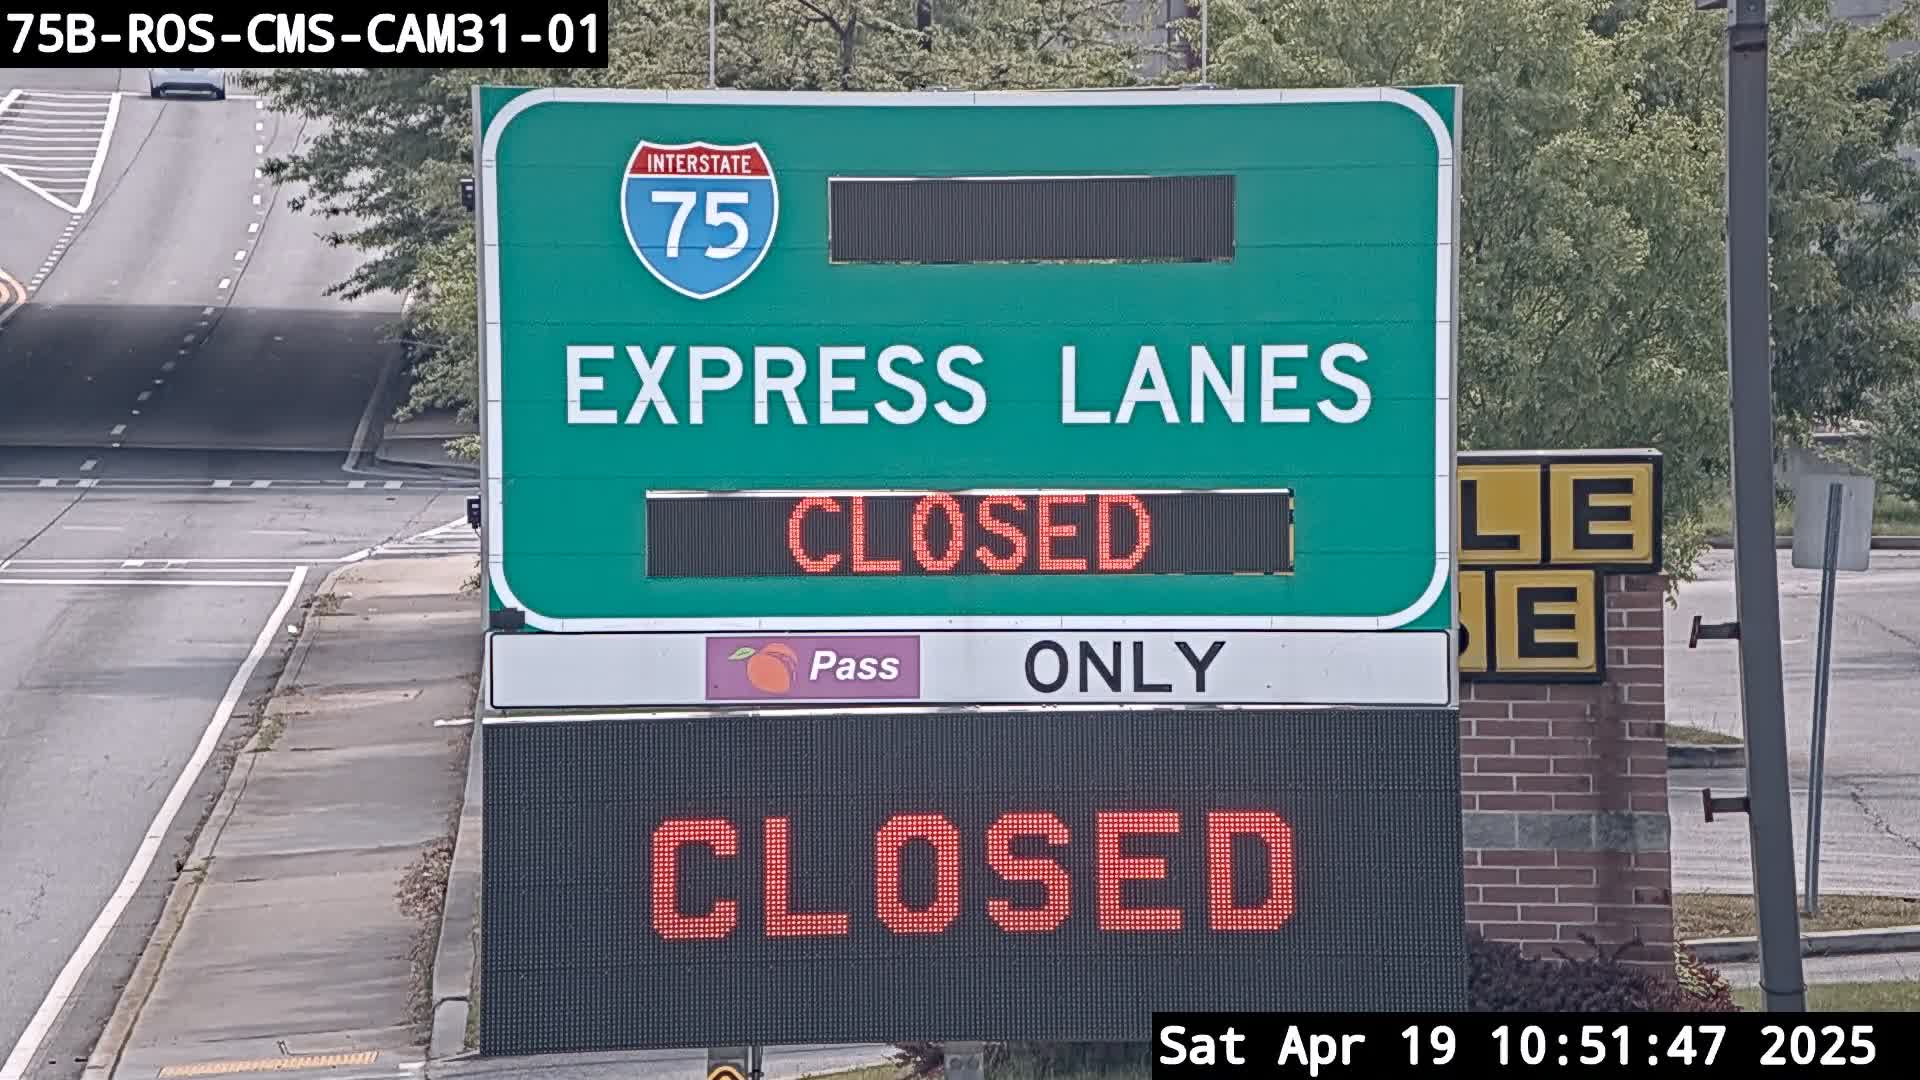 75B-ROS-CMS-CAM31-01
INTERSTATE
75
EXPRESS LANES
CLOSED
LE
E
Pass ONLY
CLOSED
Sat Apr 19 10:51:47 2025